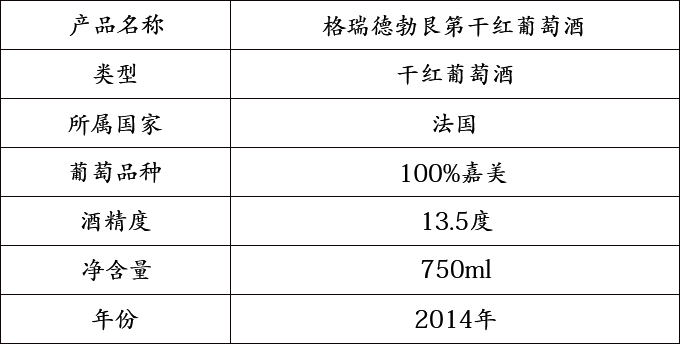 产品名称 格瑞德勃艮第干红葡萄酒
类型 干红葡萄酒
所属国家 法国
葡萄品种 100%嘉美
酒精度 13.5度
净含量 750ml
年份 2014年